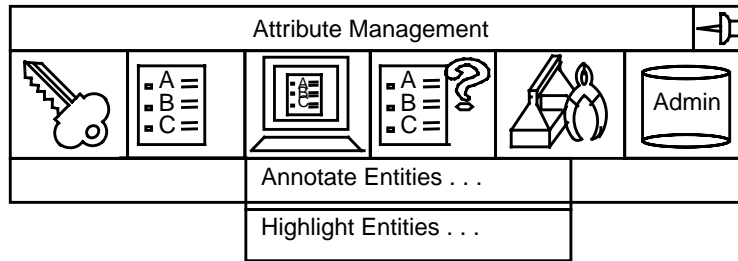 Attribute Management
A =
B =
C =
A
B
C
A =
B =
C =
Admin
Annotate Entities . . .
Highlight Entities . . .